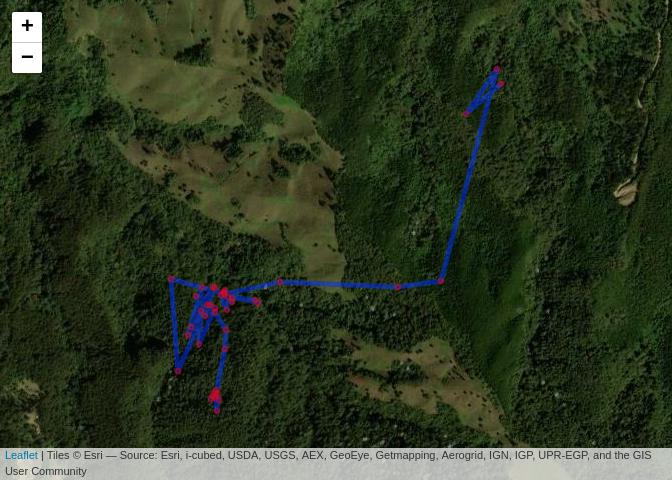 +
−
Leaflet | Tiles © Esri — Source: Esri, i-cubed, USDA, USGS, AEX, GeoEye, Getmapping, Aerogrid, IGN, IGP, UPR-EGP, and the GIS
User Community